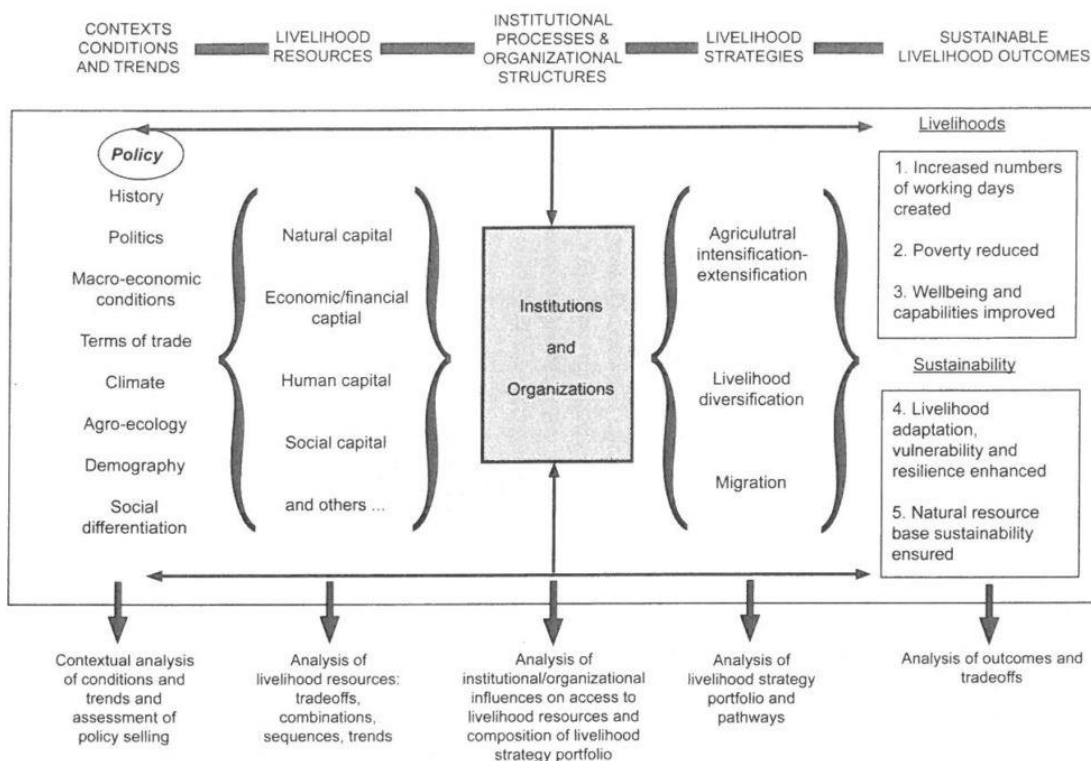 CONTEXTS
CONDITIONS
AND TRENDS
LIVELIHOOD
RESOURCES
INSTITUTIONAL
PROCESSES &
ORGANIZATIONAL
STRUCTURES
LIVELIHOOD
STRATEGIES
SUSTAINABLE
LIVELIHOOD OUTCOMES
Policy
History
Politics
Macro-economic
conditions
Terms of trade
Climate
Agro-ecology
Demography
Social
differentiation
Natural capital
Economic/financial
captial
Human capital
Social capital
and others ...
Institutions
and
Organizations
Agriculutral
intensification-
extensification
Livelihood
diversification
Migration
Livelihoods
1. Increased numbers
of working days
created
2. Poverty reduced
3. Wellbeing and
capabilities improved
Sustainability
4. Livelihood
adaptation,
vulnerability and
resilience enhanced
5. Natural resource
base sustainability
ensured
Contextual analysis
of conditions and
trends and
assessment of
policy selling
Analysis of
livelihood resources:
tradeoffs,
combinations,
sequences, trends
Analysis of
institutional/organizational
influences on access to
livelihood resources and
composition of livelihood
strategy portfolio
Analysis of
livelihood strategy
portfolio and
pathways
Analysis of outcomes and
tradeoffs